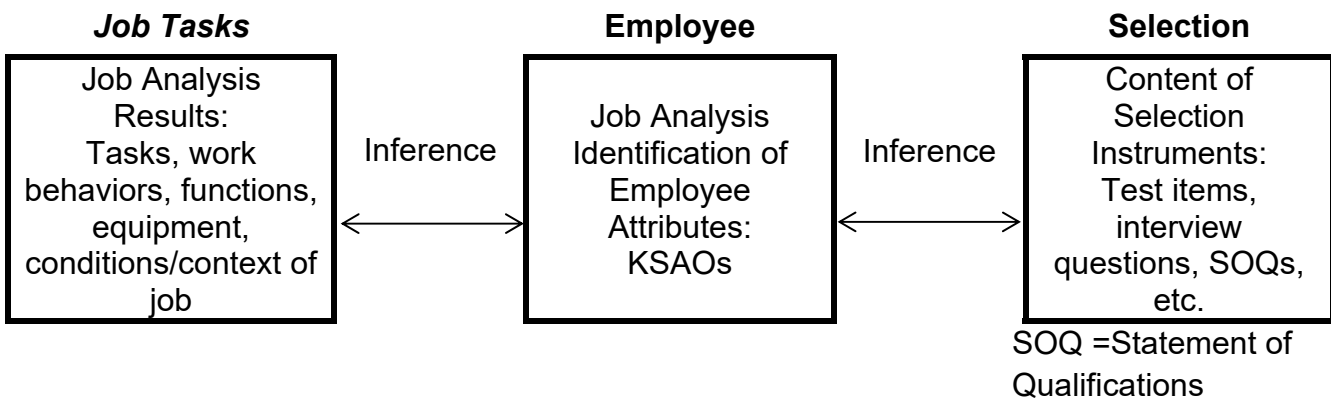 Job Tasks
Job Analysis
Results:
Tasks, work
behaviors, functions,
equipment,
conditions/context of
job
Inference
Employee
Job Analysis
Identification of
Employee
Attributes:
KSAOs
Inference
Selection
Content of
Selection
Instruments:
Test items,
interview
questions, SOQs,
etc.
SOQ =Statement of
Qualifications